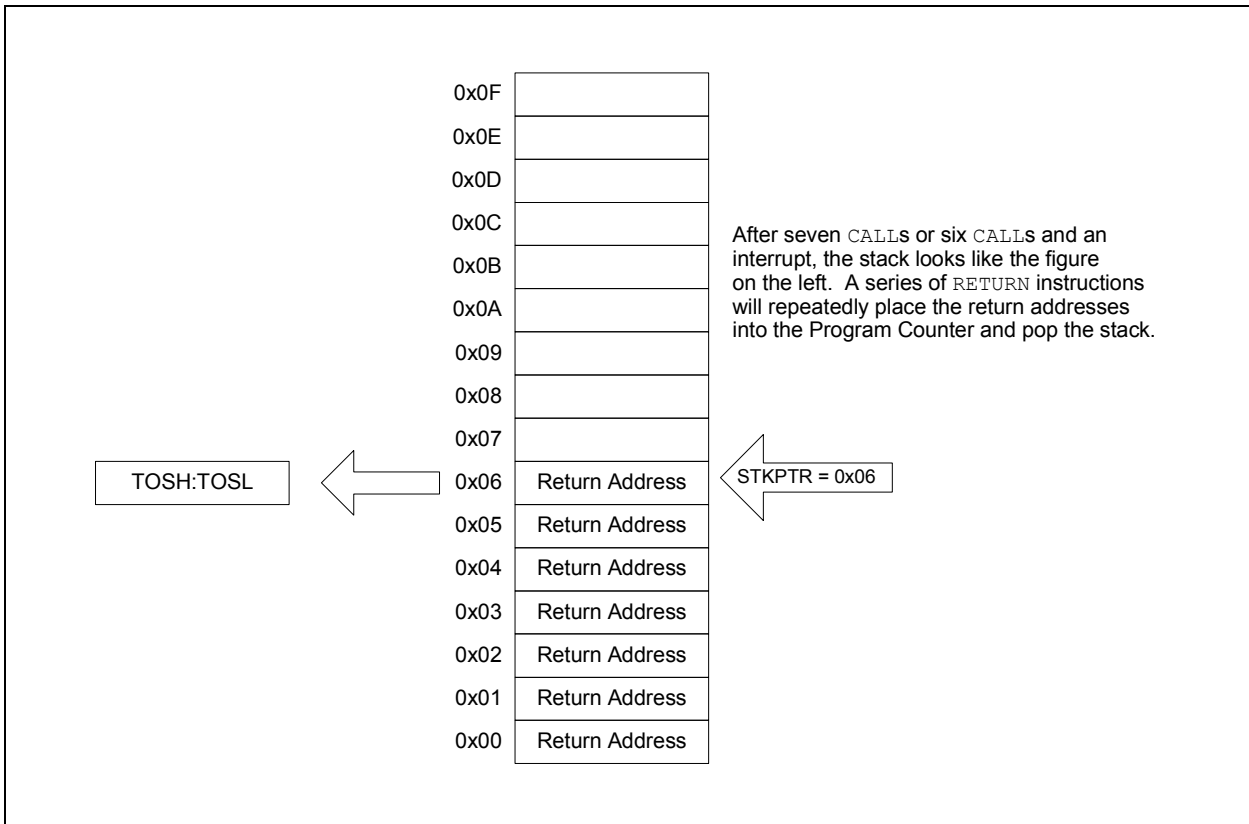 0x0F
0x0E
0x0D
0x0C
0x0B
0x0A
0x09
0x08
0x07
After seven CALLs or six CALLs and an
interrupt, the stack looks like the figure
on the left. A series of RETURN instructions
will repeatedly place the return addresses
into the Program Counter and pop the stack.
TOSH:TOSL
0x06 Return Address
STKPTR = 0x06
0x05 Return Address
0x04 Return Address
0x03 Return Address
0x02 Return Address
0x01 Return Address
0x00 Return Address